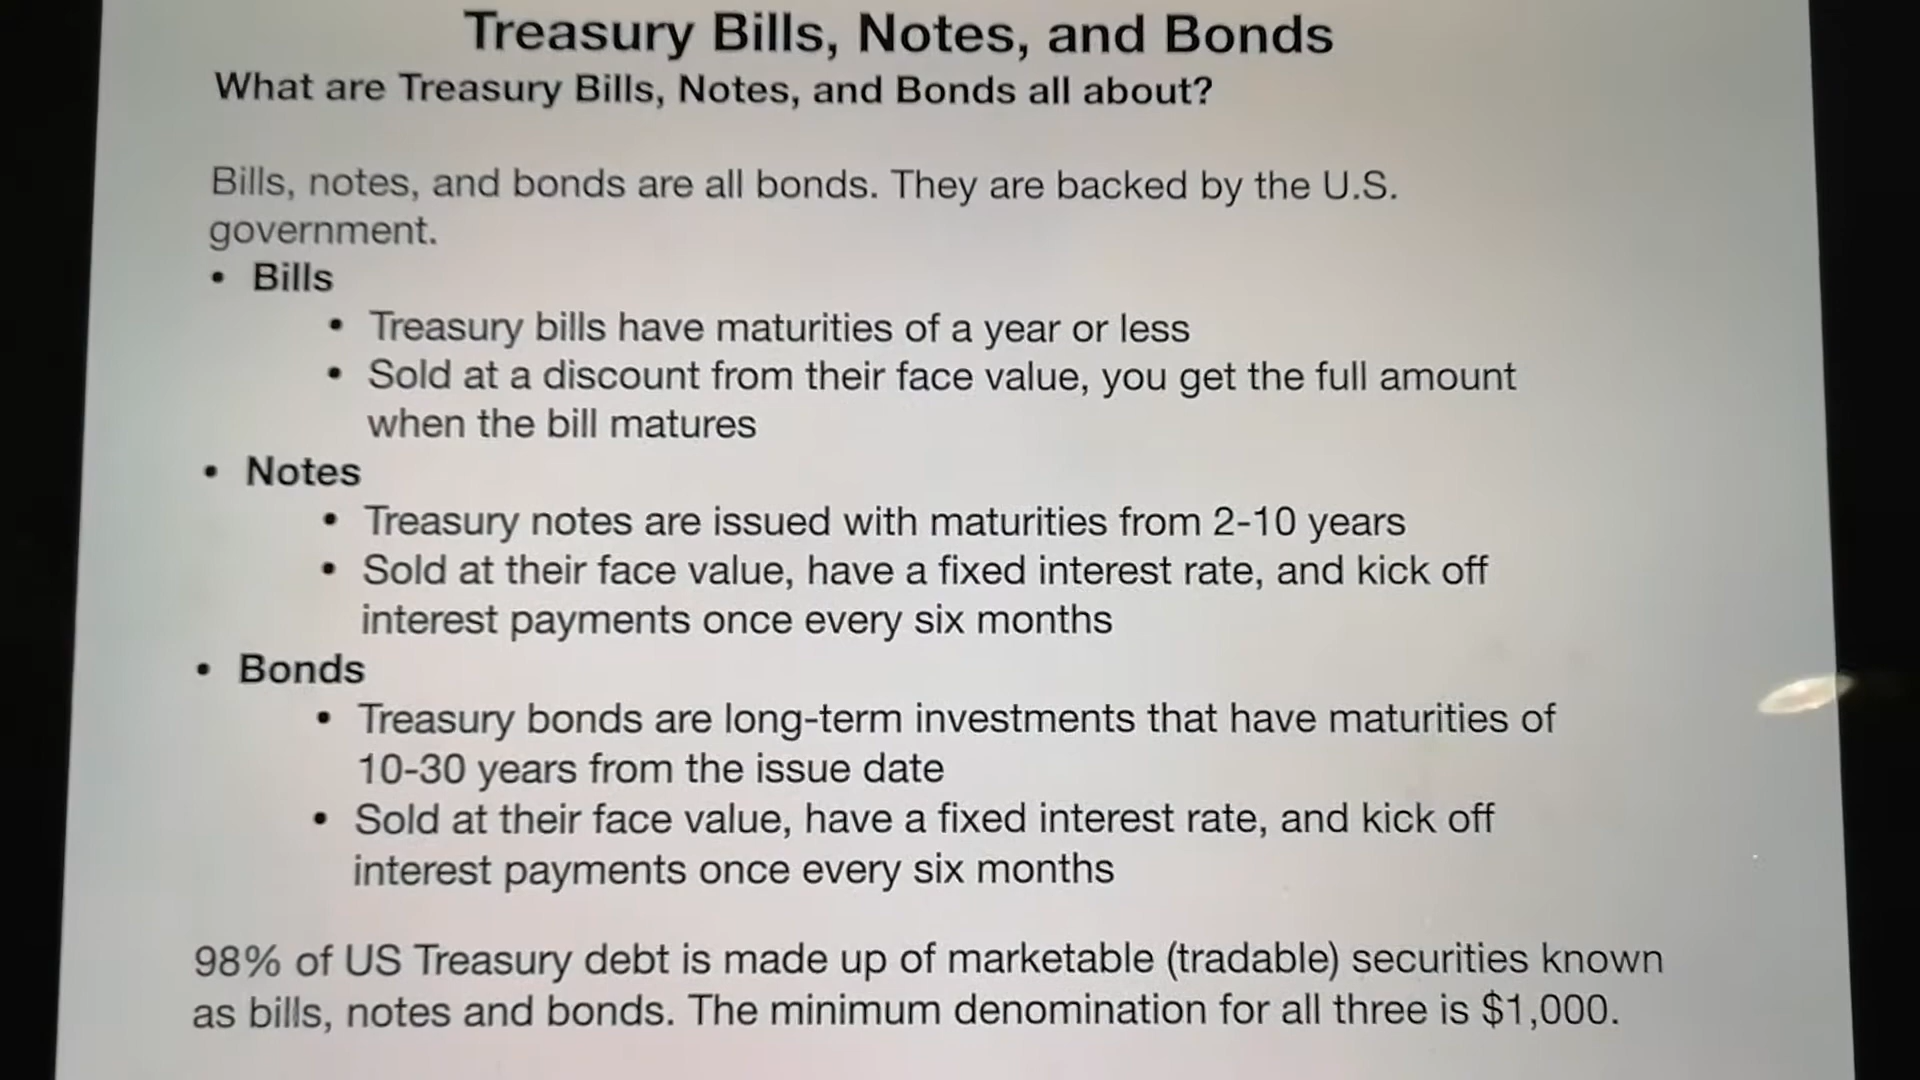 Treasury Bills, Notes, and Bonds
What are Treasury Bills, Notes, and Bonds all about?
Bills, notes, and bonds are all bonds. They are backed by the U.S.
government.
• Bills
• Treasury bills have maturities of a year or less
• Sold at a discount from their face value, you get the full amount
when the bill matures
• Notes
• Treasury notes are issued with maturities from 2-10 years
• Sold at their face value, have a fixed interest rate, and kick off
interest payments once every six months
• Bonds
• Treasury bonds are long-term investments that have maturities of
10-30 years from the issue date
• Sold at their face value, have a fixed interest rate, and kick off
interest payments once every six months
98% of US Treasury debt is made up of marketable (tradable) securities known
as bills, notes and bonds. The minimum denomination for all three is $1,000.